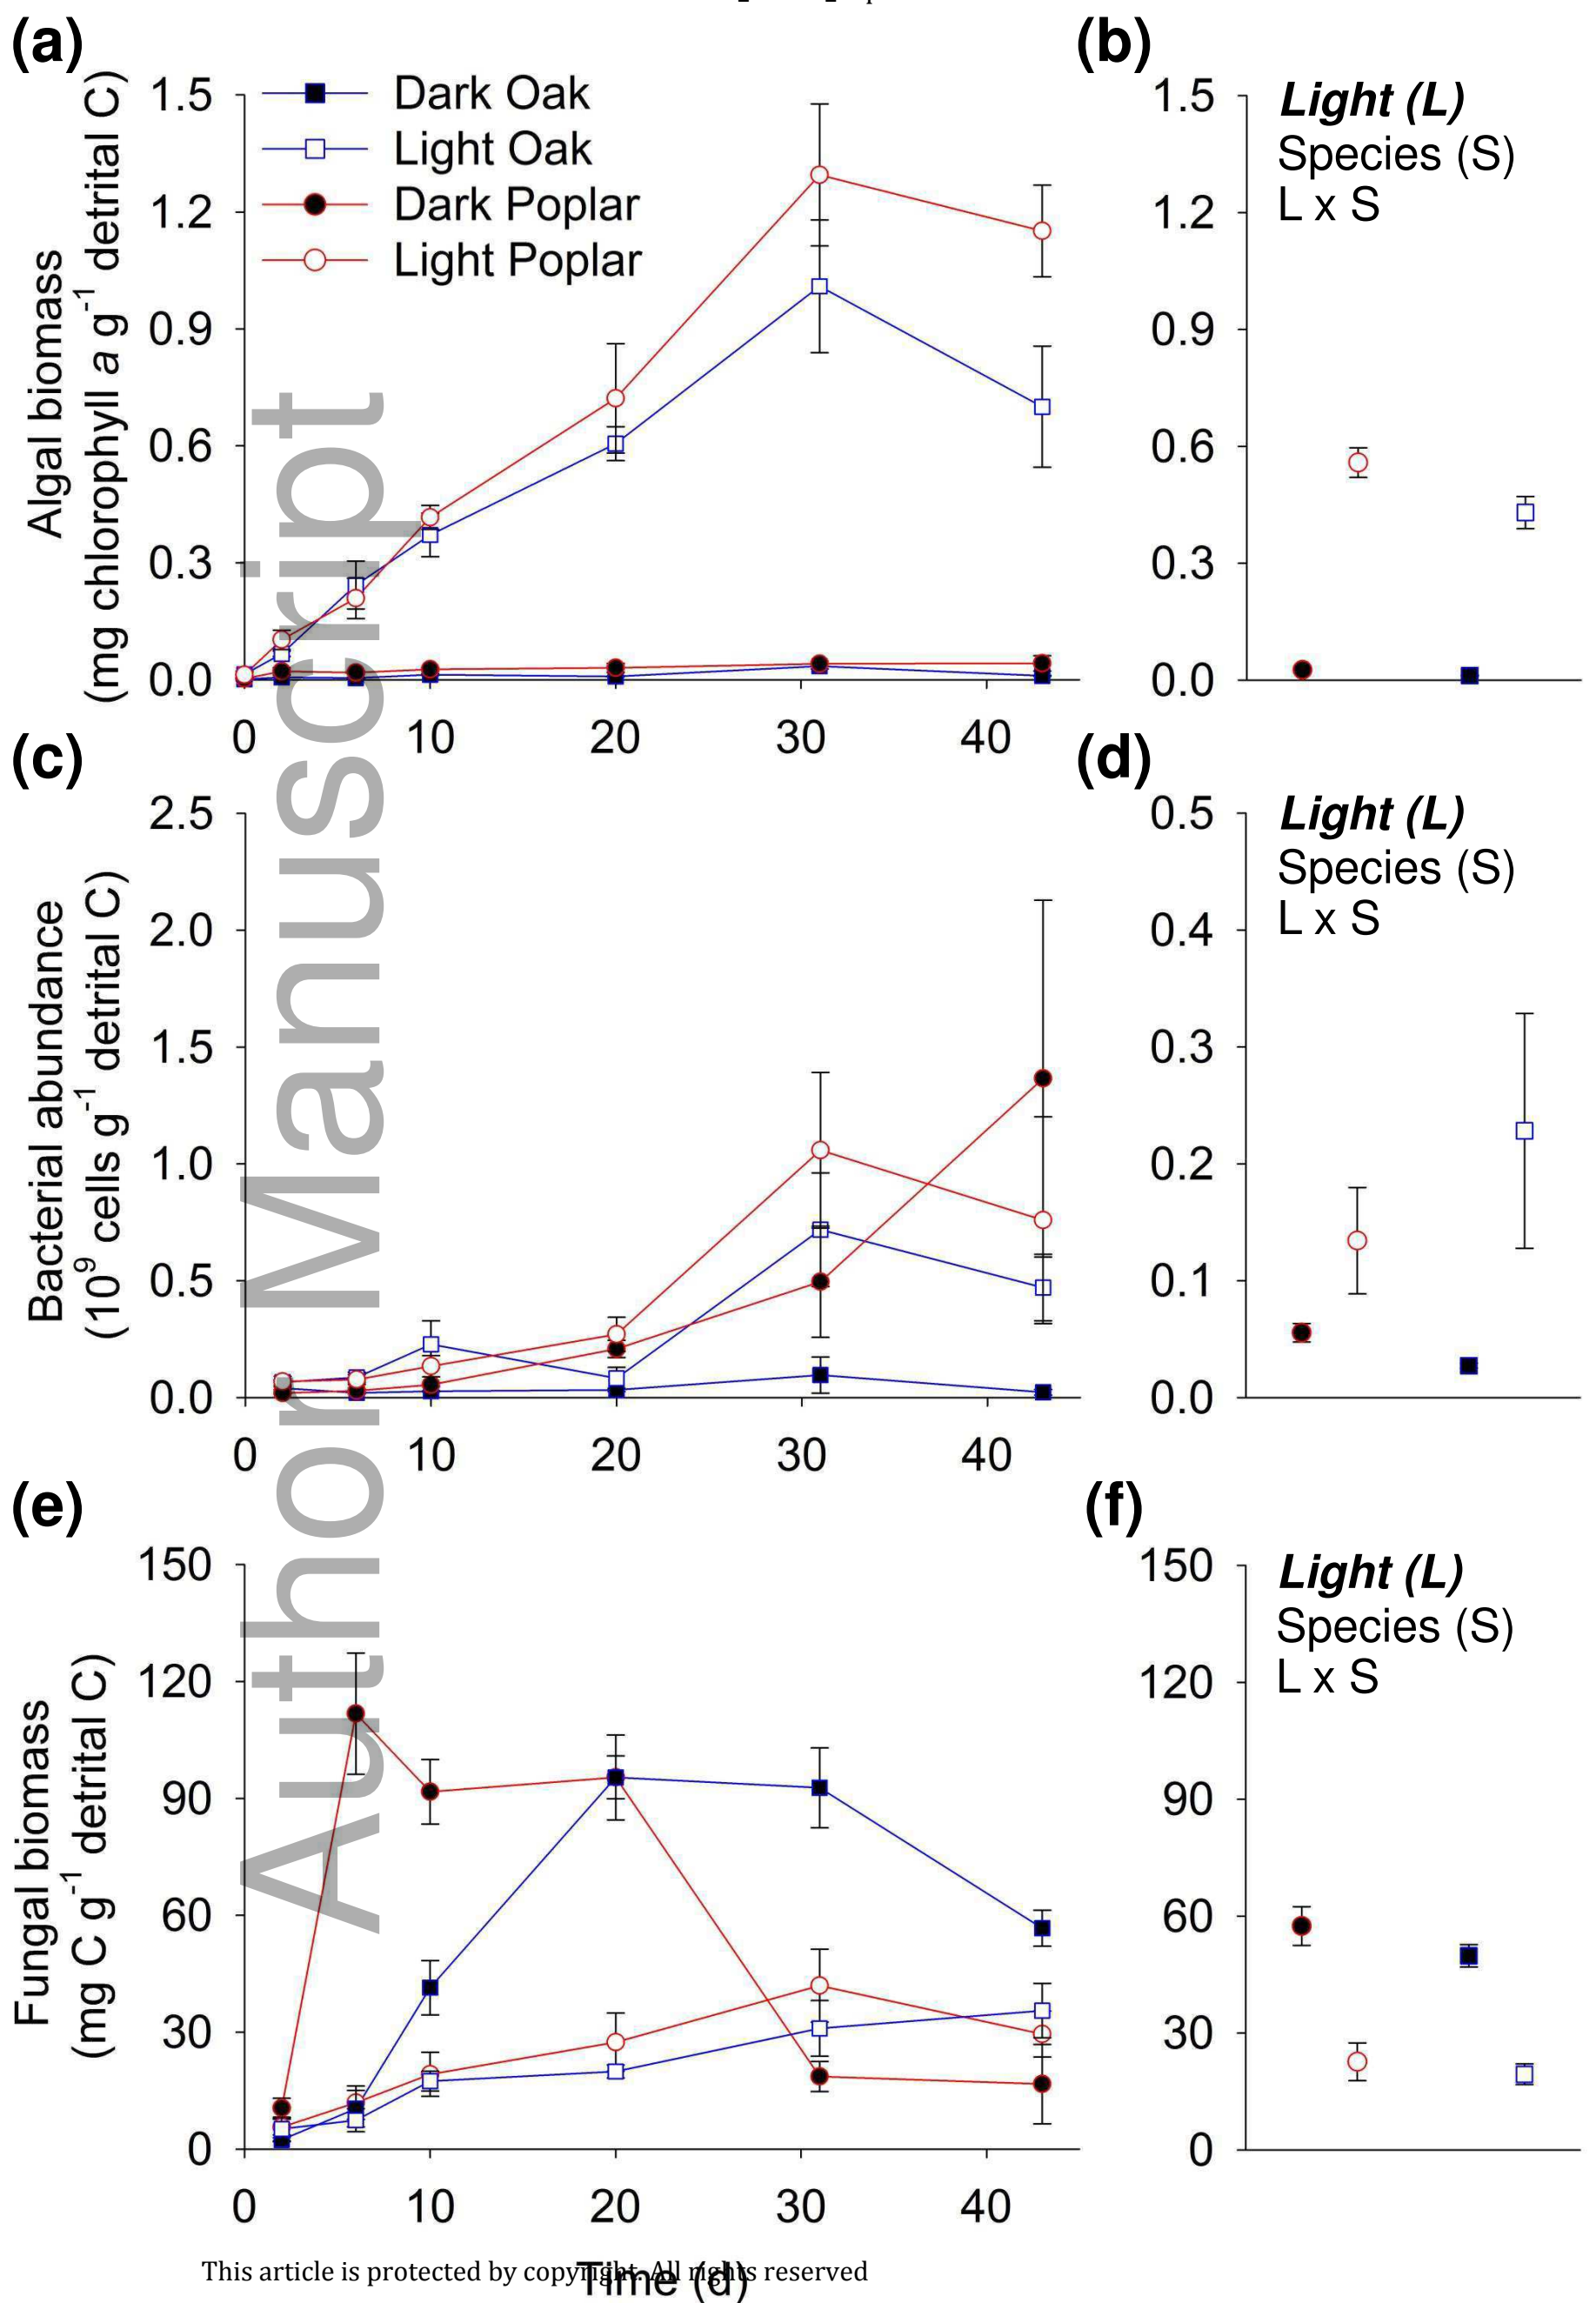 (a)
(b)
Algal biomass
(mg chlorophyll a g-1 detrital C)
1.5
1.2
0.9
0.6
0.3
0.0
Dark Oak
Light Oak
Dark Poplar
Light Poplar
0 10 20 30 40
1.5
1.2
0.9
0.6
0.3
0.0
Light (L)
Species (S)
L x S
(c)
(d)
Bacterial abundance
(10⁹ cells g-1 detrital C)
2.5
2.0
1.5
1.0
0.5
0.0
0 10 20 30 40
0.5
0.4
0.3
0.2
0.1
0.0
Light (L)
Species (S)
L x S
(e)
(f)
Fungal biomass
(mg C g-1 detrital C)
150
120
90
60
30
0
0 10 20 30 40
150
120
90
60
30
0
Light (L)
Species (S)
L x S
Time (d)
This article is protected by copyright. All rights reserved
Author Manuscript